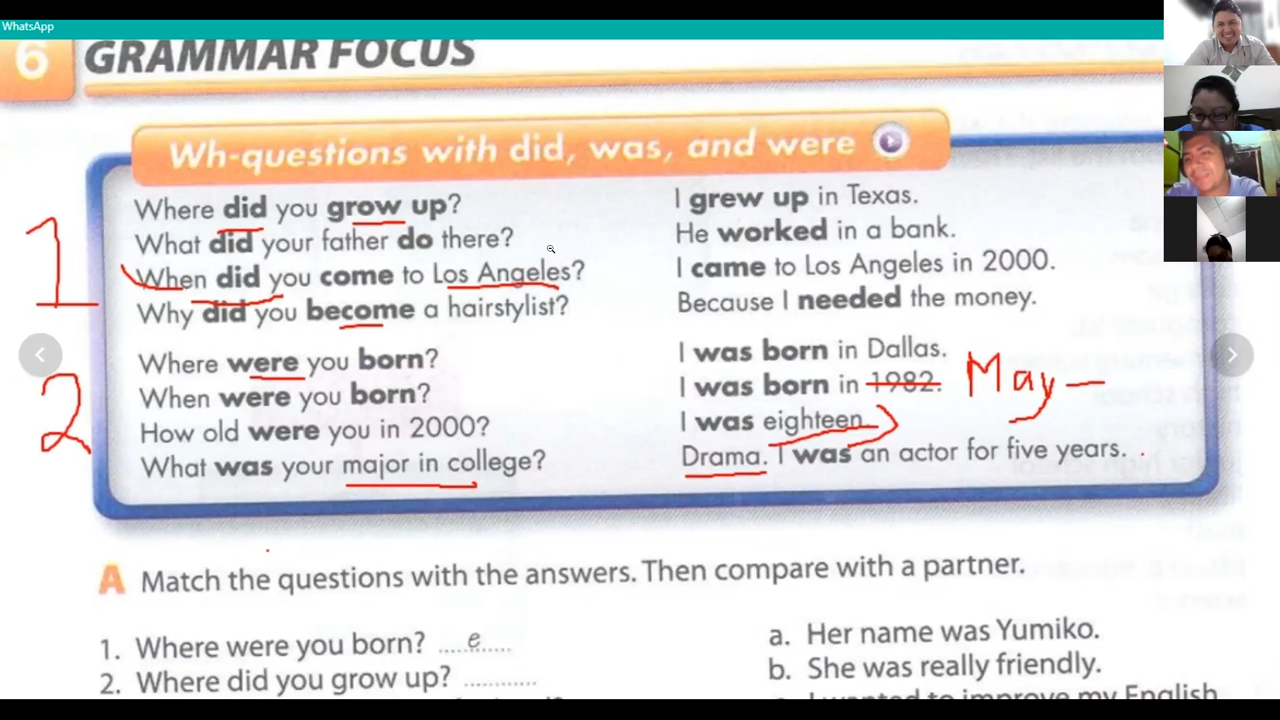 WhatsApp
6 GRAMMAR FOCUS
Wh-questions with did, was, and were
Where did you grow up? I grew up in Texas.
What did your father do there? He worked in a bank.
When did you come to Los Angeles? I came to Los Angeles in 2000.
Why did you become a hairstylist? Because I needed the money.
1
Where were you born? I was born in Dallas.
When were you born? I was born in 1982. May
How old were you in 2000? I was eighteen.
What was your major in college? Drama. I was an actor for five years.
2
A Match the questions with the answers. Then compare with a partner.
1. Where were you born? e a. Her name was Yumiko.
2. Where did you grow up? b. She was really friendly.
I wanted to improve my English